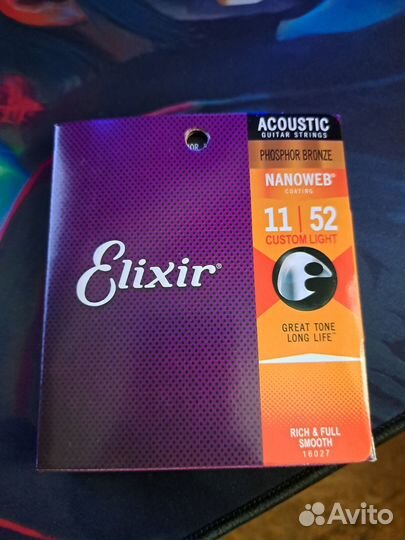 ACOUSTIC
GUITAR STRINGS
PHOSPHOR BRONZE
NANOWEB®
COATING
11 | 52
CUSTOM LIGHT
Elixir®
GREAT TONE
LONG LIFE™
RICH & FULL
SMOOTH
16027
Avito